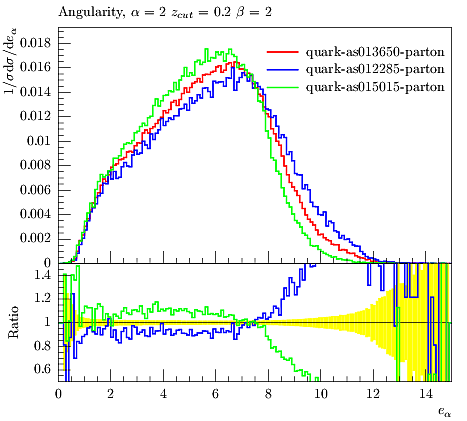 Angularity, α = 2 z_cut = 0.2 β = 2
1/σ dσ/de_α
0.018
0.016
0.014
0.012
0.01
0.008
0.006
0.004
0.002
0
quark-as013650-parton
quark-as012285-parton
quark-as015015-parton
Ratio
1.4
1.2
1
0.8
0.6
0 2 4 6 8 10 12 14
e_α